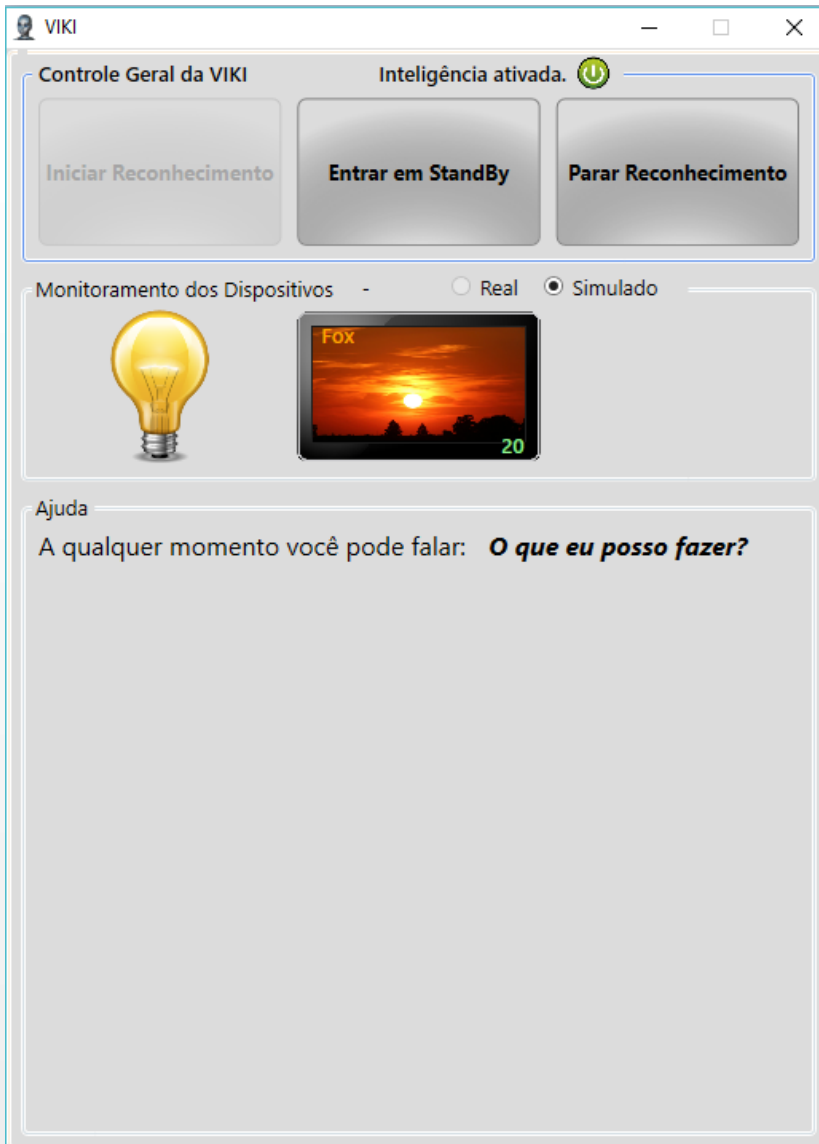 VIKI
Controle Geral da VIKI Inteligência ativada.
Iniciar Reconhecimento Entrar em StandBy Parar Reconhecimento
Monitoramento dos Dispositivos - Real Simulado
Fox
20
Ajuda
A qualquer momento você pode falar: O que eu posso fazer?